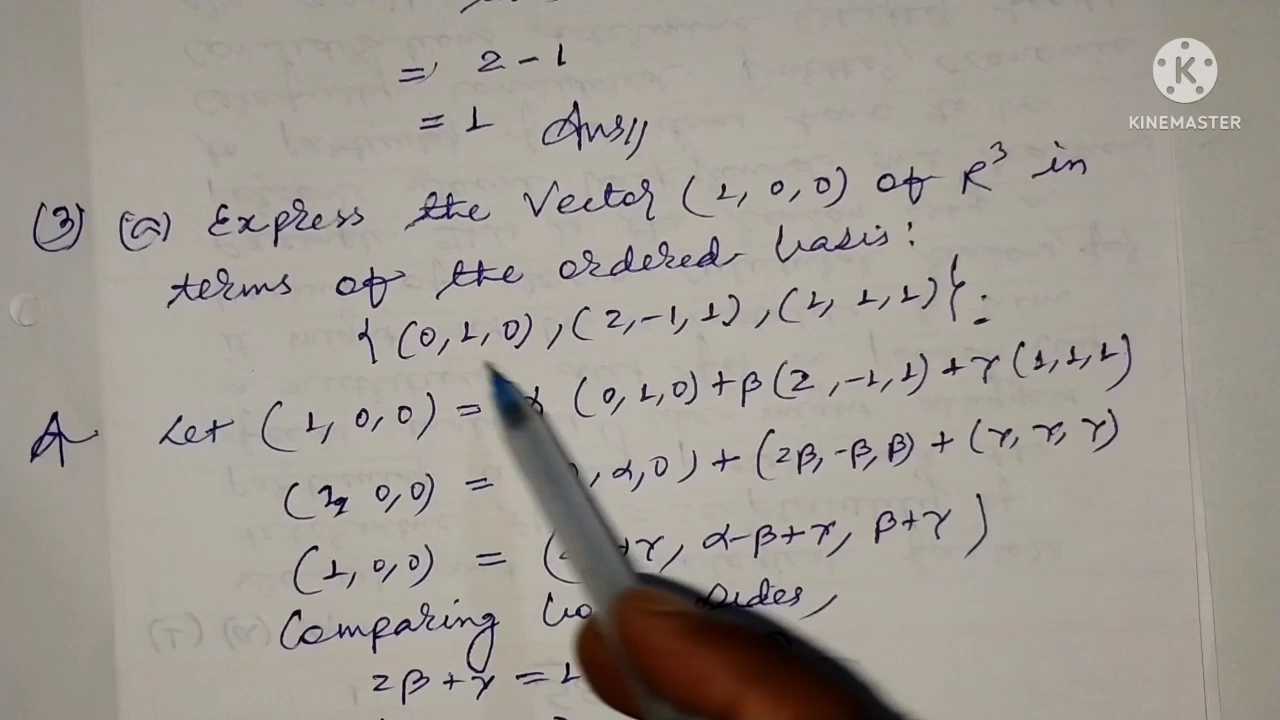 = 2 - 1
= 1 Ans//
KINEMASTER
(3) (a) Express the Vector (1, 0, 0) of R³ in
terms of the ordered basis:
{ (0, 1, 0), (2, -1, 1), (1, 1, 1) }:
A Let (1, 0, 0) = α (0, 1, 0) + β (2, -1, 1) + γ (1, 1, 1)
(1, 0, 0) = , α, 0) + (2β, -β, β) + (γ, γ, γ)
(1, 0, 0) = ( +γ, α-β+γ, β+γ )
Comparing sides,
2β + γ = 1